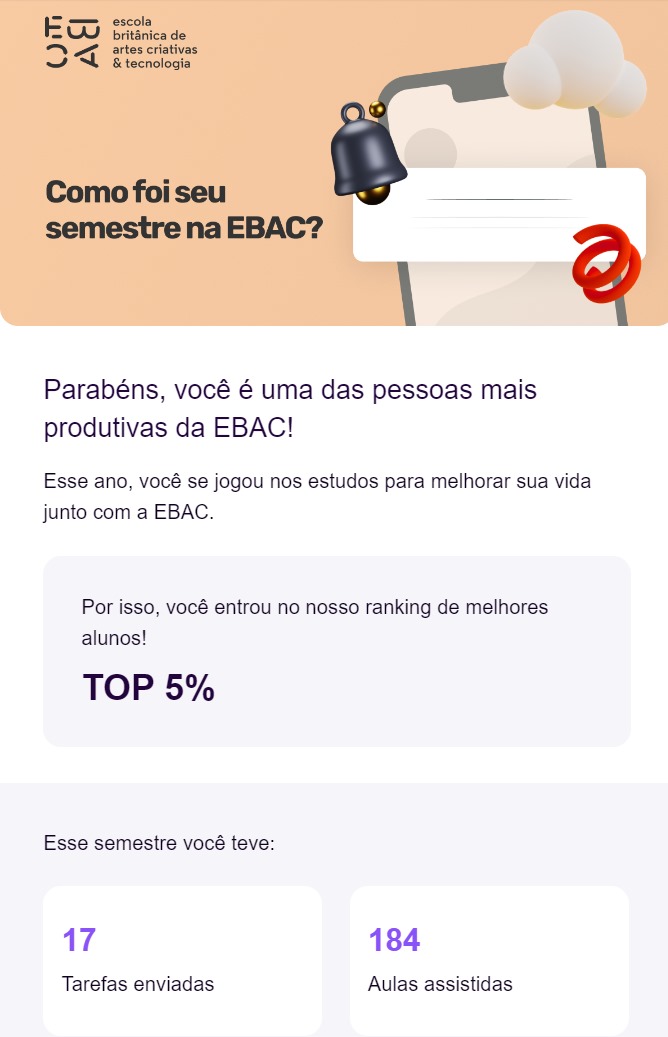 EBAC
escola
britânica de
artes criativas
& tecnologia
Como foi seu
semestre na EBAC?
Parabéns, você é uma das pessoas mais
produtivas da EBAC!
Esse ano, você se jogou nos estudos para melhorar sua vida
junto com a EBAC.
Por isso, você entrou no nosso ranking de melhores
alunos!
TOP 5%
Esse semestre você teve:
17
Tarefas enviadas
184
Aulas assistidas